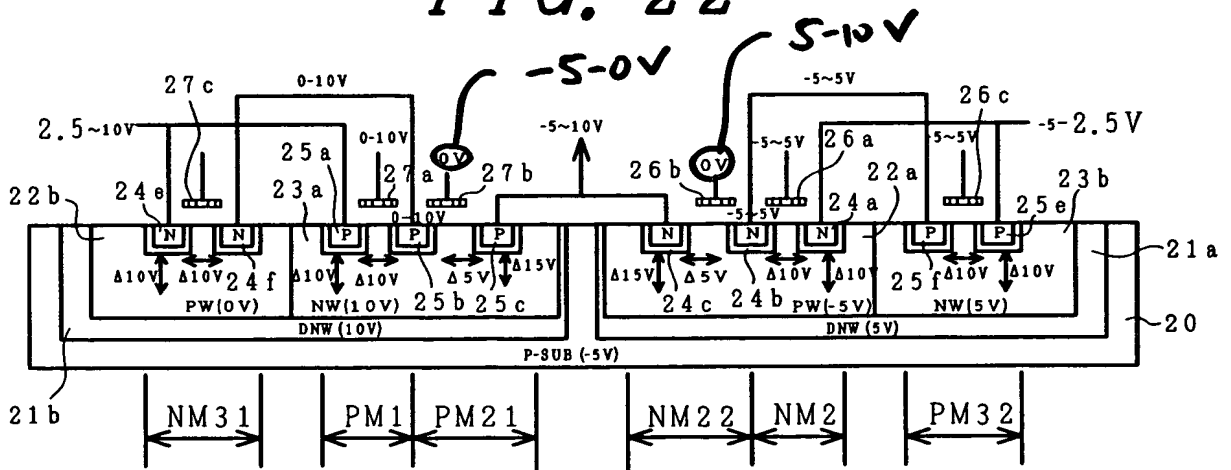 FIG. 22
-5-0V
5-10V
27c
0-10V
-5~5V
26c
2.5~10V
25a
0-10V
0V
-5~10V
0V
-5~5V
26a
-5~5V
-5-2.5V
22b
24e
23a
27a
27b
26b
22a
24a
23b
0-10V
-5~5V
25e
N
N
P
P
P
N
N
N
P
P
21a
Δ10V
Δ10V
24f
Δ10V
Δ10V
Δ5V
Δ15V
Δ15V
Δ5V
Δ10V
Δ10V
25f
Δ10V
Δ10V
PW(0V)
NW(10V)
25b
25c
24c
24b
PW(-5V)
NW(5V)
DNW(10V)
DNW(5V)
20
P-SUB(-5V)
21b
NM31
PM1
PM21
NM22
NM2
PM32